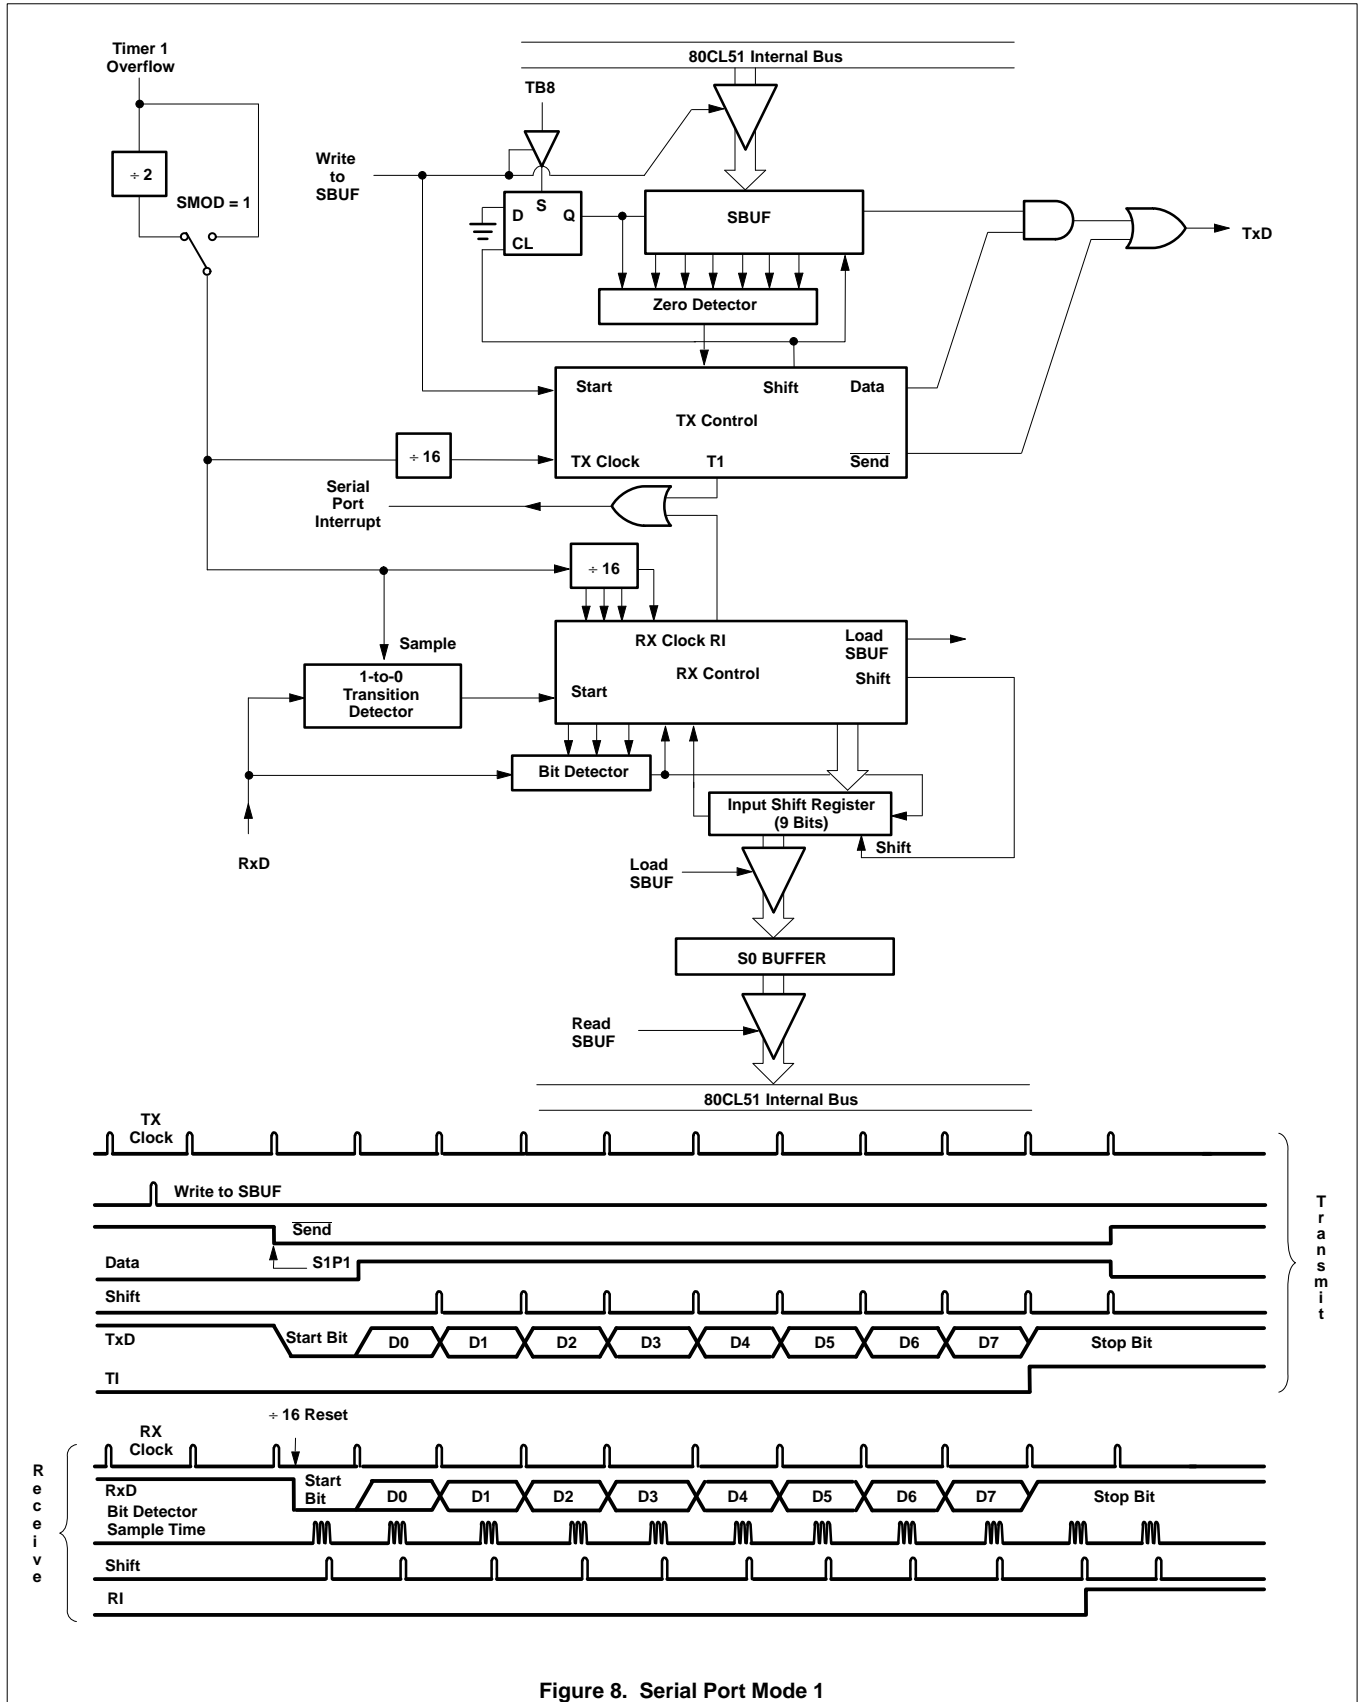 Timer 1
Overflow
80CL51 Internal Bus
TB8
÷ 2
Write
to
SBUF
SMOD = 1
D
S
Q
CL
SBUF
TxD
Zero Detector
Start
Shift
Data
TX Control
÷ 16
TX Clock
T1
Send
Serial
Port
Interrupt
÷ 16
Sample
RX Clock RI
Load
SBUF
RX Control
Shift
Start
1-to-0
Transition
Detector
Bit Detector
Input Shift Register
(9 Bits)
Shift
RxD
Load
SBUF
S0 BUFFER
Read
SBUF
80CL51 Internal Bus
TX
Clock
Write to SBUF
Send
Data
S1P1
Shift
TxD
Start Bit
D0
D1
D2
D3
D4
D5
D6
D7
Stop Bit
TI
Transmit
÷ 16 Reset
RX
Clock
RxD
Start
Bit
D0
D1
D2
D3
D4
D5
D6
D7
Stop Bit
Bit Detector
Sample Time
Shift
RI
Receive
Figure 8. Serial Port Mode 1